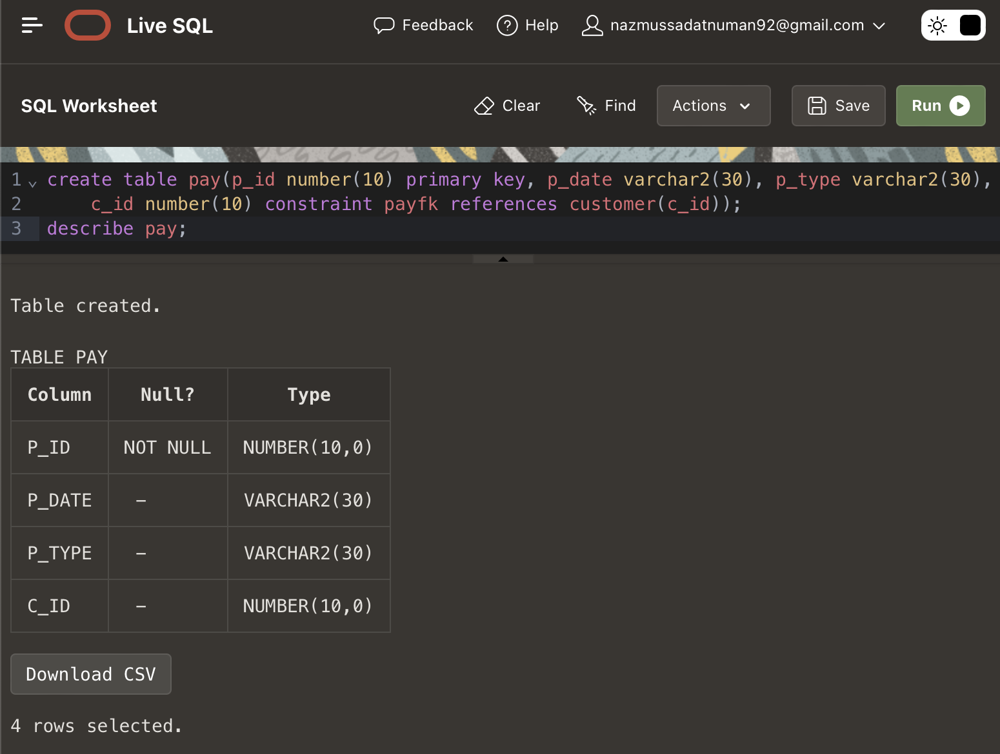 Live SQL Feedback Help nazmussadatnuman92@gmail.com
SQL Worksheet Clear Find Actions Save Run
1 create table pay(p_id number(10) primary key, p_date varchar2(30), p_type varchar2(30),
2 c_id number(10) constraint payfk references customer(c_id));
3 describe pay;
Table created.
TABLE PAY
Column Null? Type
P_ID NOT NULL NUMBER(10,0)
P_DATE – VARCHAR2(30)
P_TYPE – VARCHAR2(30)
C_ID – NUMBER(10,0)
Download CSV
4 rows selected.